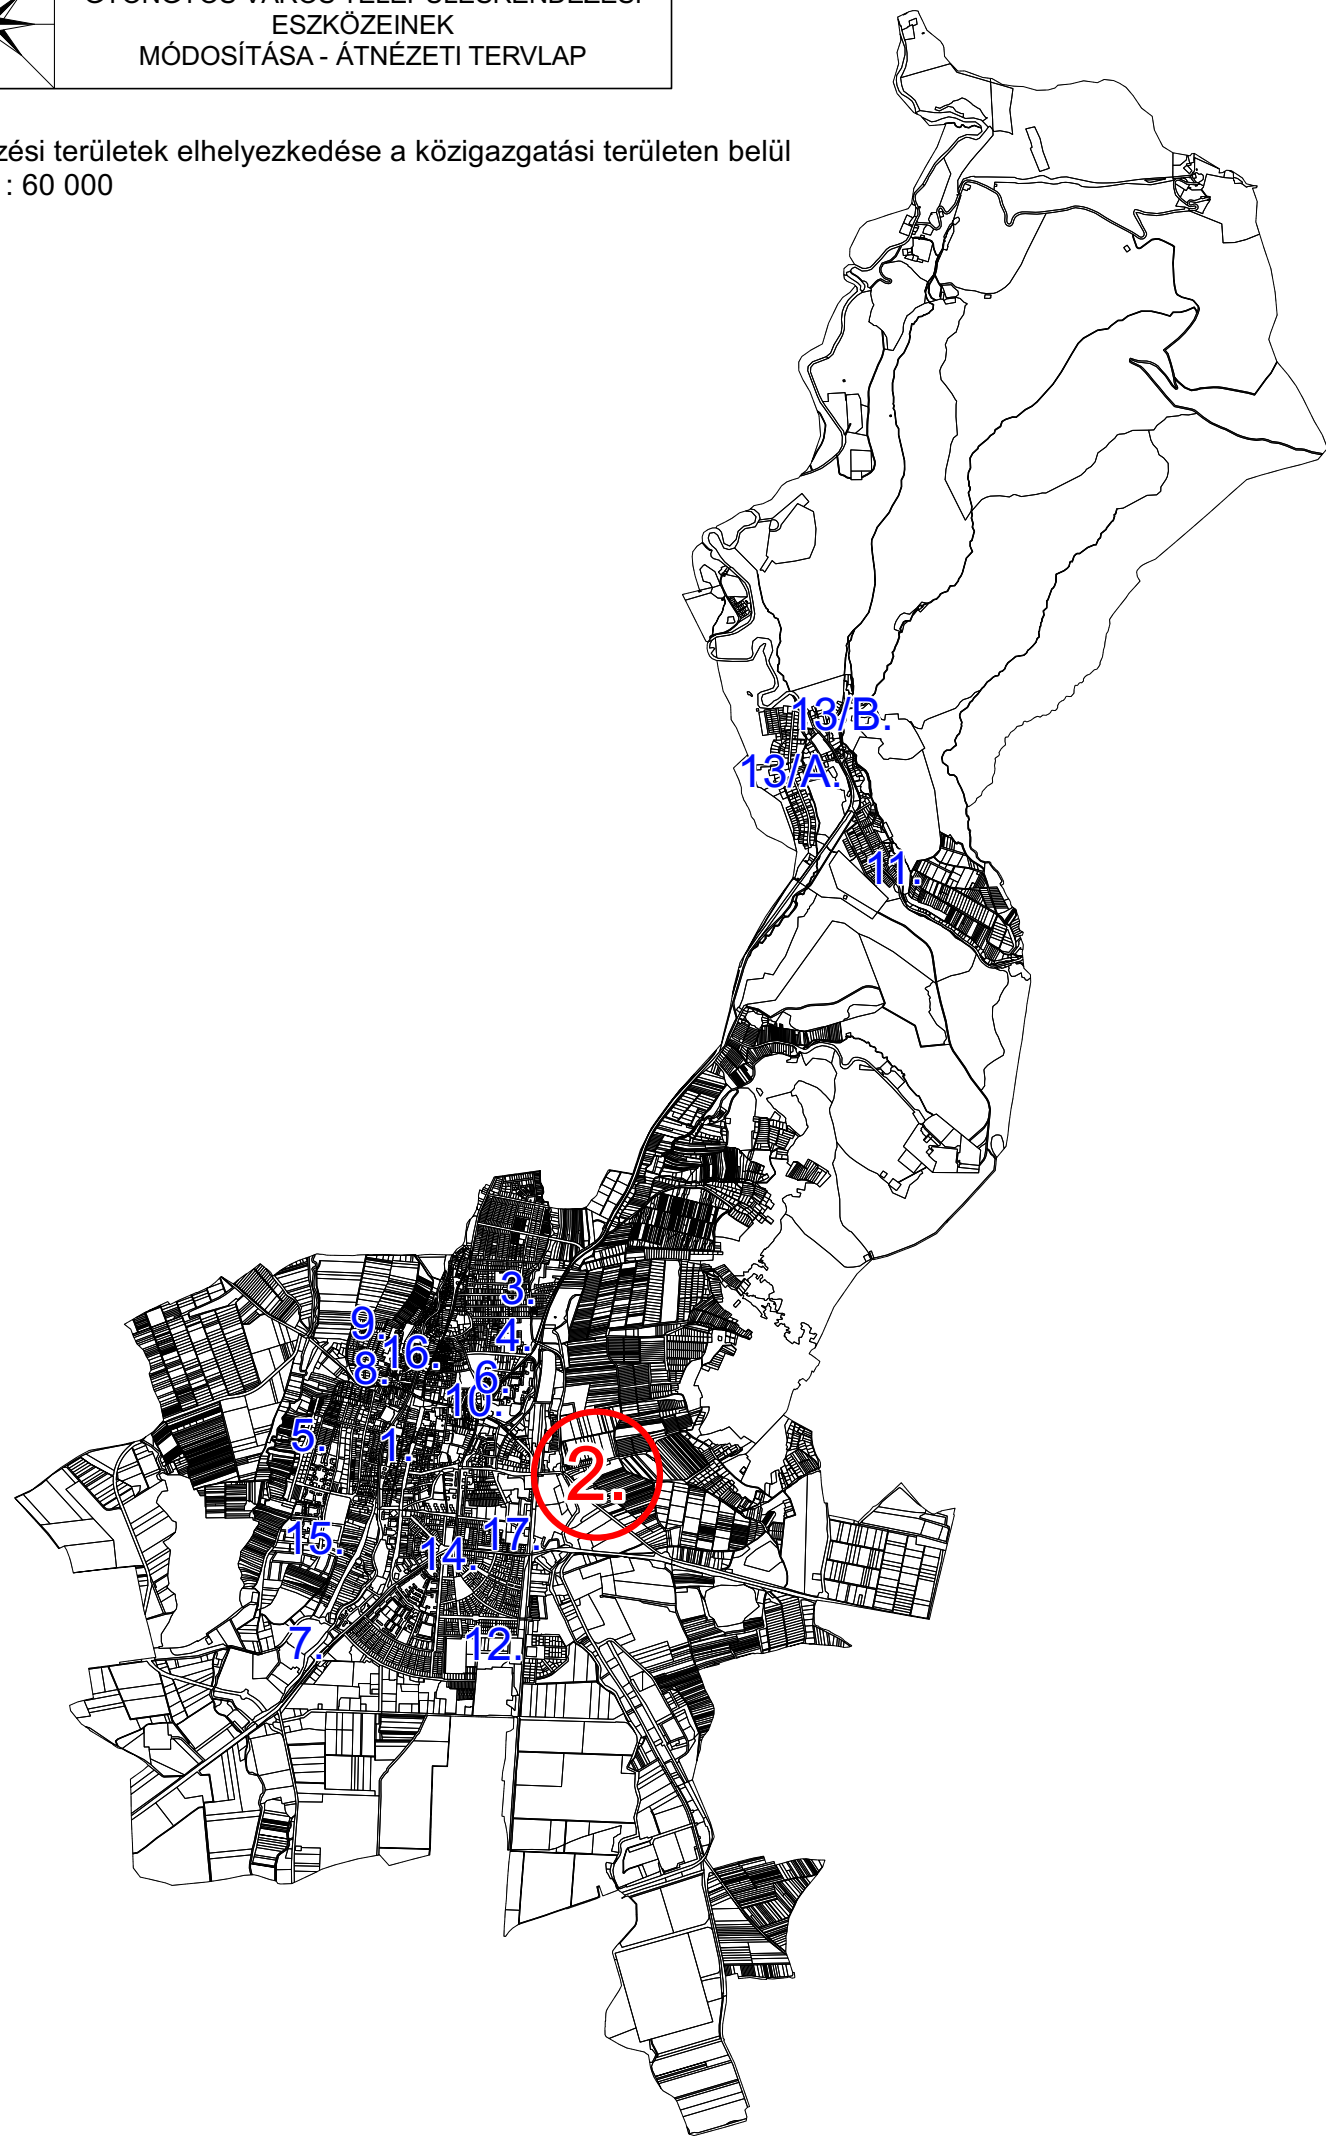 ESZKÖZEINEK
MÓDOSÍTÁSA - ÁTNÉZETI TERVLAP
területek elhelyezkedése a közigazgatási területen belül
: 60 000
13/B.
13/A.
11.
3.
9.
4.
16.
8.
6.
10.
5.
1.
2.
17.
15.
14.
7.
12.